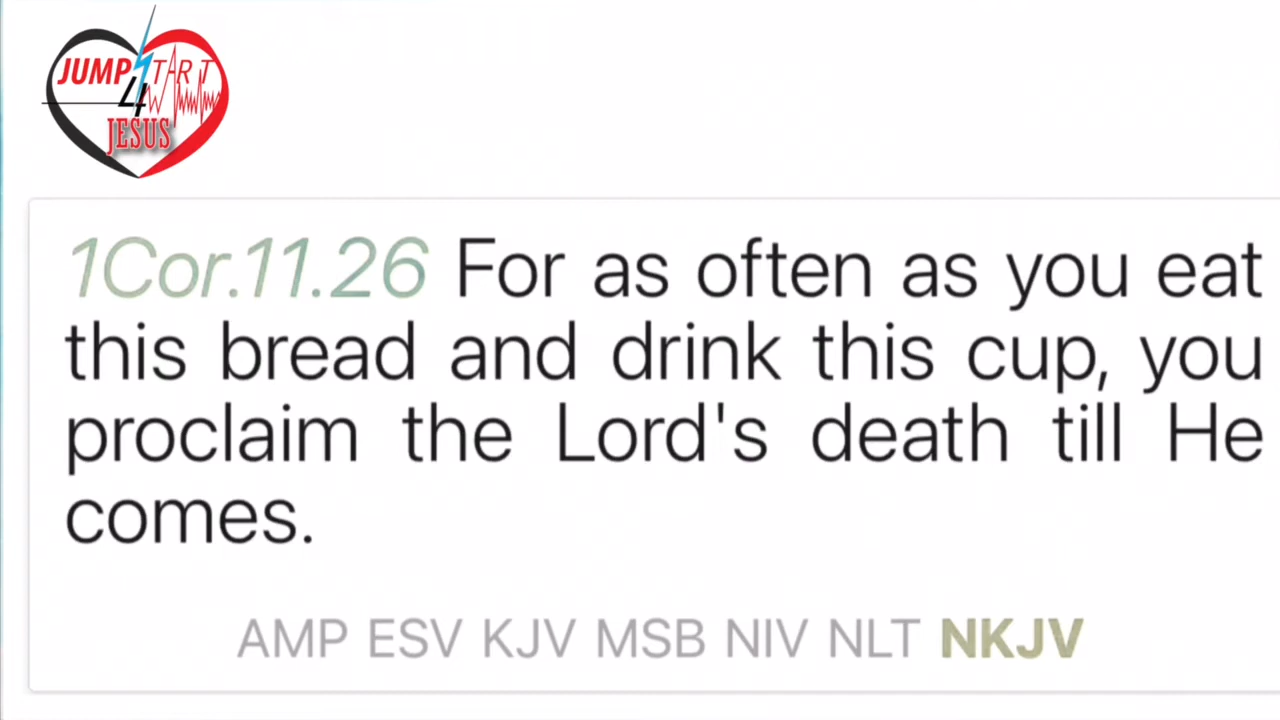 JUMP START
4
JESUS
1Cor.11.26 For as often as you eat
this bread and drink this cup, you
proclaim the Lord's death till He
comes.
AMP ESV KJV MSB NIV NLT NKJV